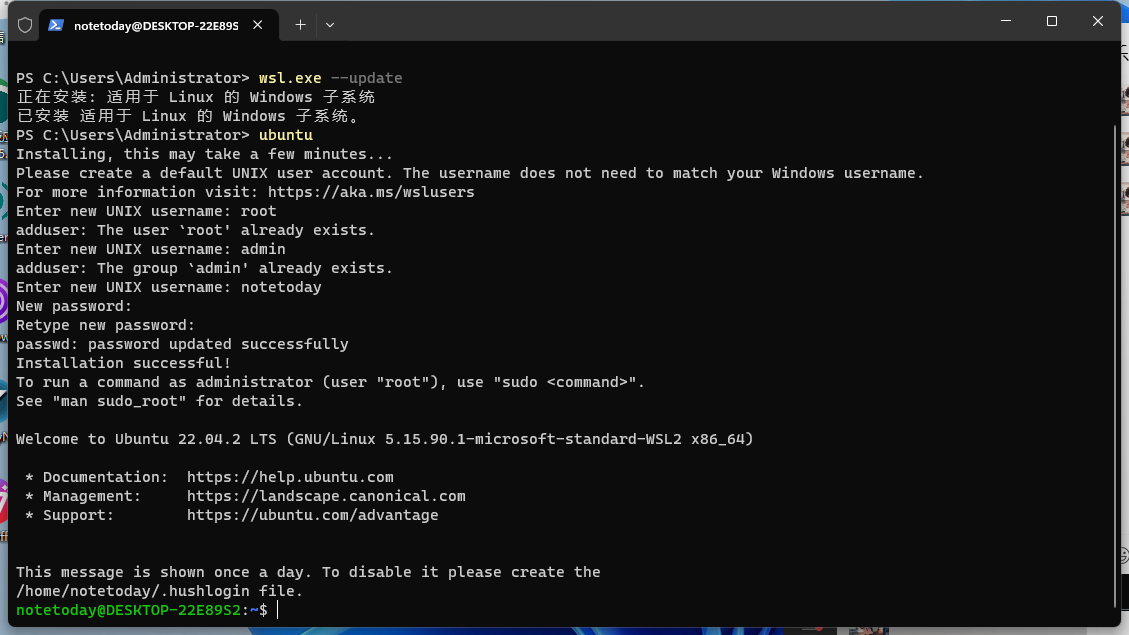 notetoday@DESKTOP-22E89S
PS C:\Users\Administrator> wsl.exe --update
正在安装: 适用于 Linux 的 Windows 子系统
已安装 适用于 Linux 的 Windows 子系统。
PS C:\Users\Administrator> ubuntu
Installing, this may take a few minutes...
Please create a default UNIX user account. The username does not need to match your Windows username.
For more information visit: https://aka.ms/wslusers
Enter new UNIX username: root
adduser: The user `root' already exists.
Enter new UNIX username: admin
adduser: The group `admin' already exists.
Enter new UNIX username: notetoday
New password:
Retype new password:
passwd: password updated successfully
Installation successful!
To run a command as administrator (user "root"), use "sudo <command>".
See "man sudo_root" for details.
Welcome to Ubuntu 22.04.2 LTS (GNU/Linux 5.15.90.1-microsoft-standard-WSL2 x86_64)
* Documentation:  https://help.ubuntu.com
* Management:     https://landscape.canonical.com
* Support:        https://ubuntu.com/advantage
This message is shown once a day. To disable it please create the
/home/notetoday/.hushlogin file.
notetoday@DESKTOP-22E89S2:~$